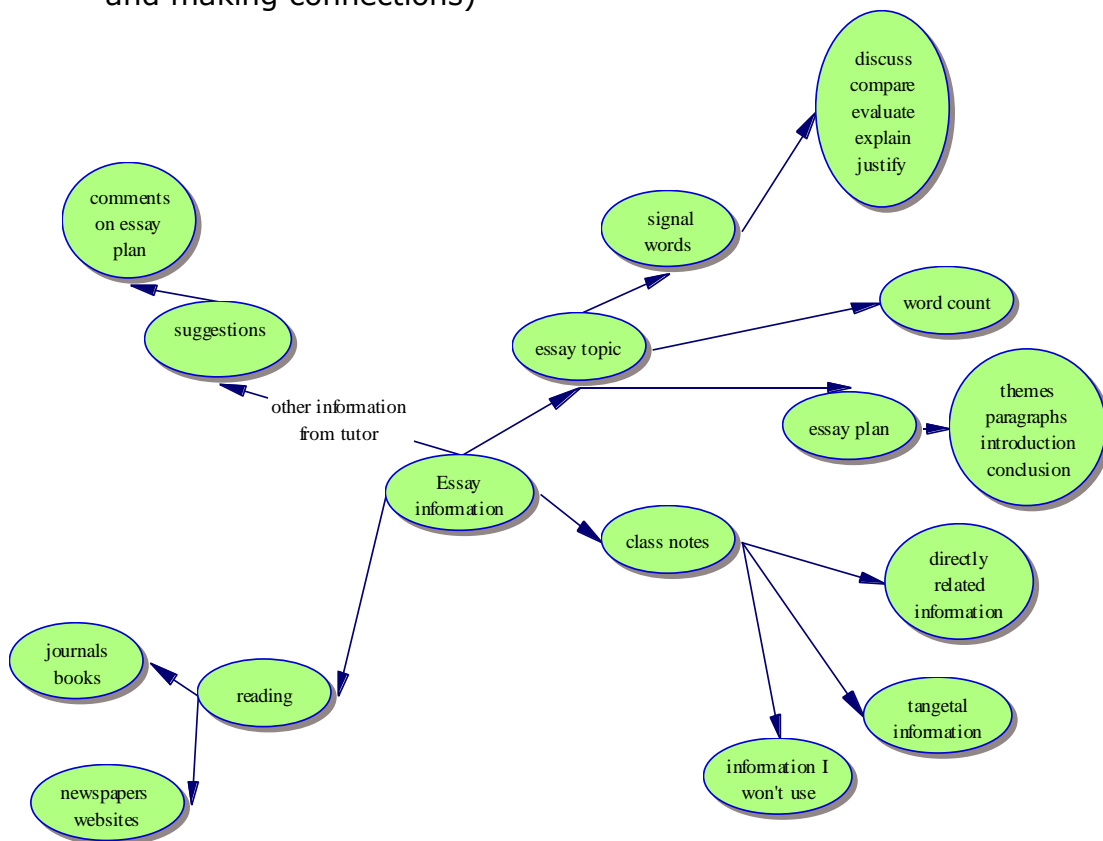 and making connections)
discuss
compare
evaluate
explain
justify
comments
on essay
plan
signal
words
suggestions
word count
essay topic
other information
from tutor
themes
paragraphs
introduction
conclusion
essay plan
Essay
information
class notes
directly
related
information
journals
books
reading
tangetal
information
information I
won't use
newspapers
websites